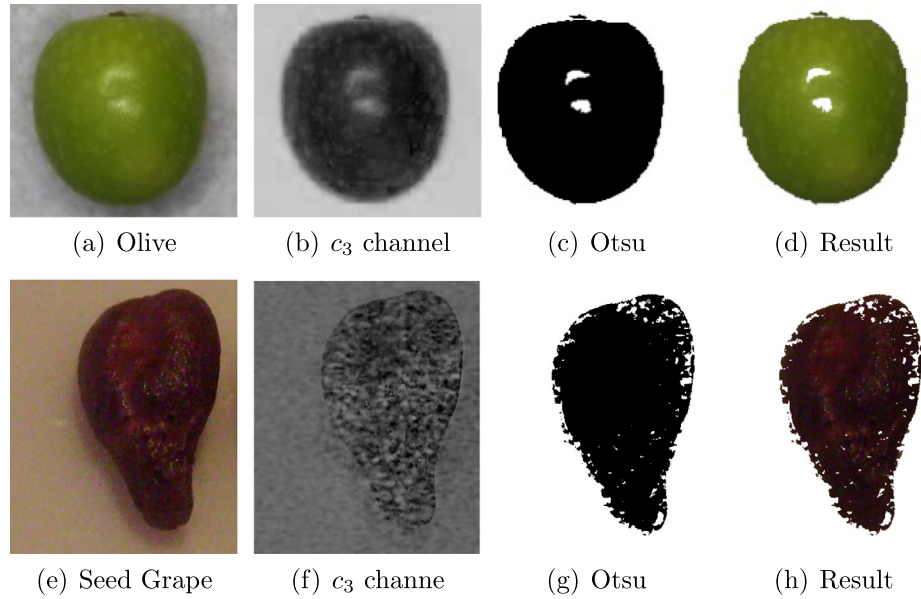 (a) Olive
(b) c₃ channel
(c) Otsu
(d) Result
(e) Seed Grape
(f) c₃ channe
(g) Otsu
(h) Result